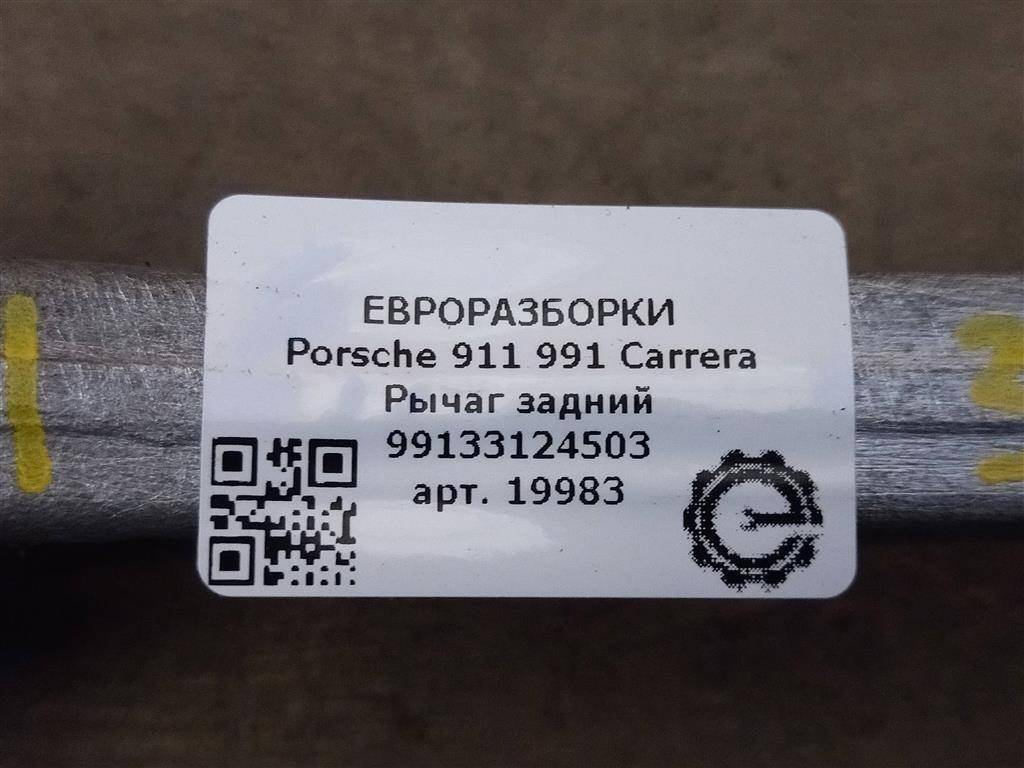 ЕВРОРАЗБОРКИ
Porsche 911 991 Carrera
Рычаг задний
99133124503
арт. 19983